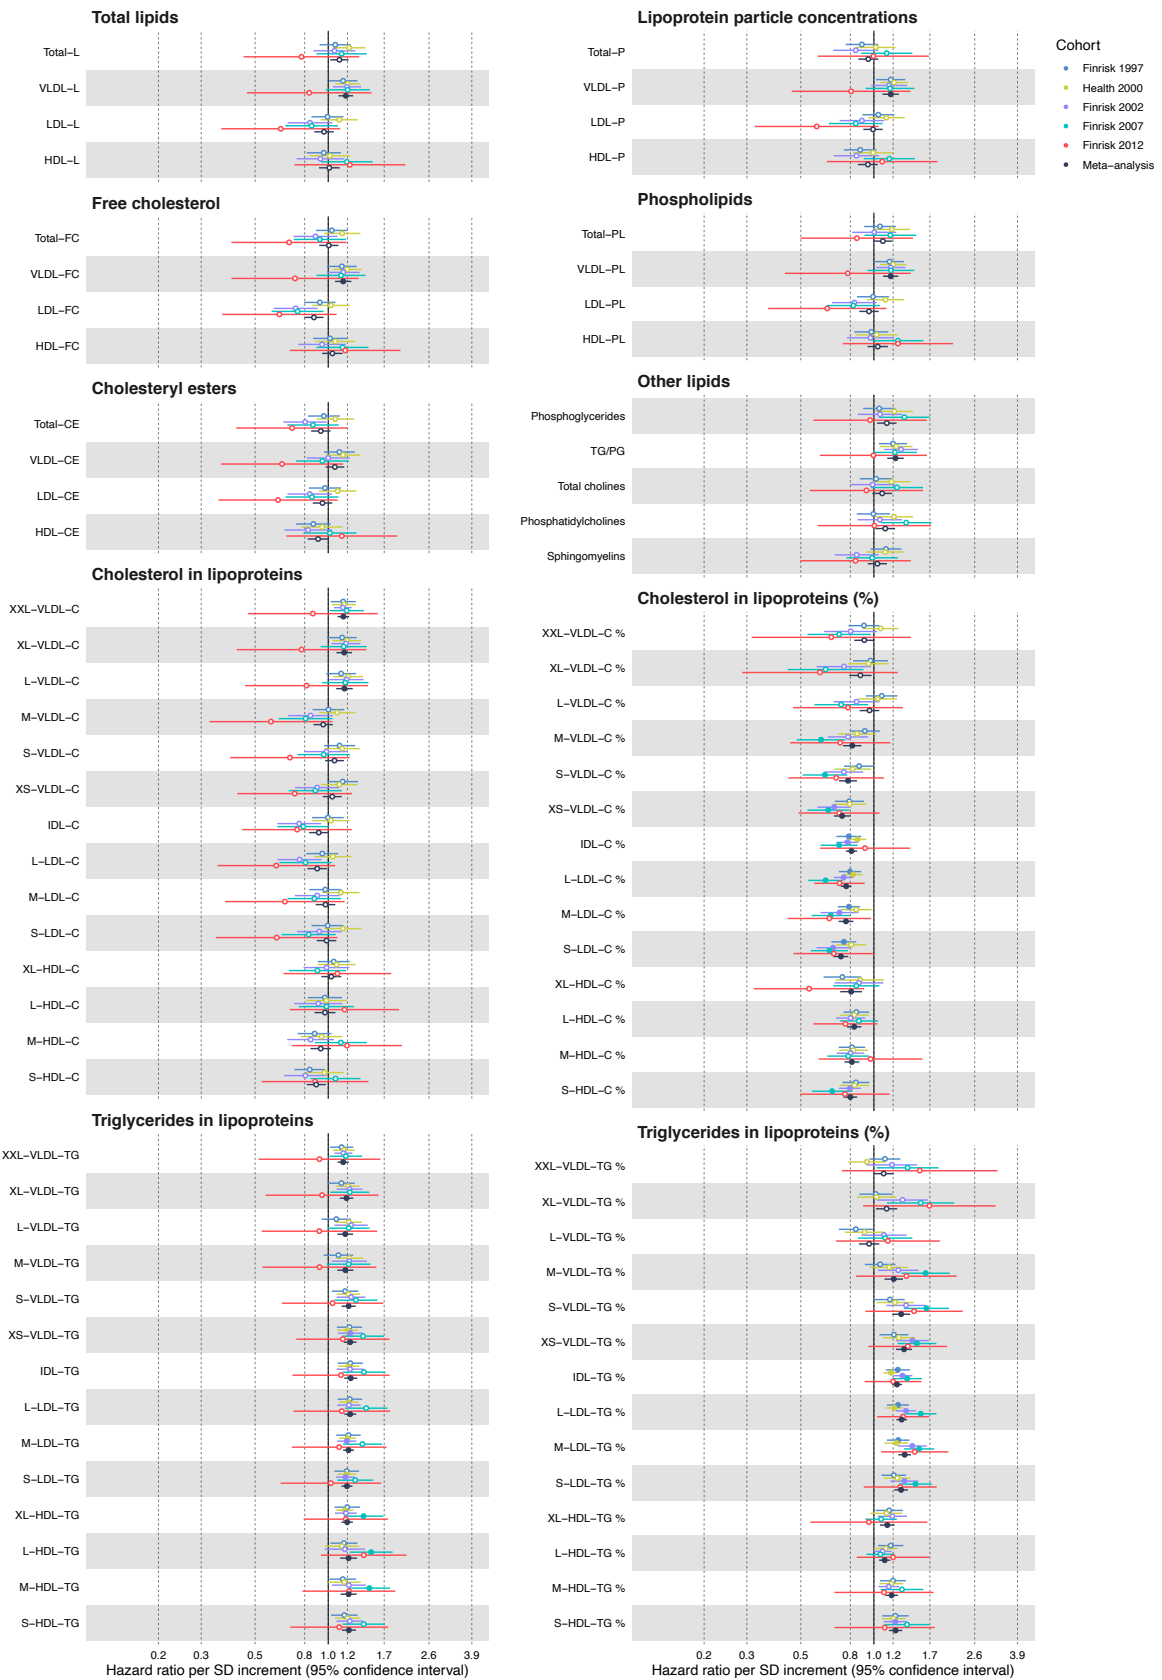 Total lipids
Total−L
VLDL−L
LDL−L
HDL−L
Free cholesterol
Total−FC
VLDL−FC
LDL−FC
HDL−FC
Cholesteryl esters
Total−CE
VLDL−CE
LDL−CE
HDL−CE
Cholesterol in lipoproteins
XXL−VLDL−C
XL−VLDL−C
L−VLDL−C
M−VLDL−C
S−VLDL−C
XS−VLDL−C
IDL−C
L−LDL−C
M−LDL−C
S−LDL−C
XL−HDL−C
L−HDL−C
M−HDL−C
S−HDL−C
Triglycerides in lipoproteins
XXL−VLDL−TG
XL−VLDL−TG
L−VLDL−TG
M−VLDL−TG
S−VLDL−TG
XS−VLDL−TG
IDL−TG
L−LDL−TG
M−LDL−TG
S−LDL−TG
XL−HDL−TG
L−HDL−TG
M−HDL−TG
S−HDL−TG
0.2 0.3 0.5 0.8 1.0 1.2 1.7 2.6 3.9
Hazard ratio per SD increment (95% confidence interval)
Lipoprotein particle concentrations
Total−P
VLDL−P
LDL−P
HDL−P
Phospholipids
Total−PL
VLDL−PL
LDL−PL
HDL−PL
Other lipids
Phosphoglycerides
TG/PG
Total cholines
Phosphatidylcholines
Sphingomyelins
Cholesterol in lipoproteins (%)
XXL−VLDL−C %
XL−VLDL−C %
L−VLDL−C %
M−VLDL−C %
S−VLDL−C %
XS−VLDL−C %
IDL−C %
L−LDL−C %
M−LDL−C %
S−LDL−C %
XL−HDL−C %
L−HDL−C %
M−HDL−C %
S−HDL−C %
Triglycerides in lipoproteins (%)
XXL−VLDL−TG %
XL−VLDL−TG %
L−VLDL−TG %
M−VLDL−TG %
S−VLDL−TG %
XS−VLDL−TG %
IDL−TG %
L−LDL−TG %
M−LDL−TG %
S−LDL−TG %
XL−HDL−TG %
L−HDL−TG %
M−HDL−TG %
S−HDL−TG %
0.2 0.3 0.5 0.8 1.0 1.2 1.7 2.6 3.9
Hazard ratio per SD increment (95% confidence interval)
Cohort
Finrisk 1997
Health 2000
Finrisk 2002
Finrisk 2007
Finrisk 2012
Meta−analysis